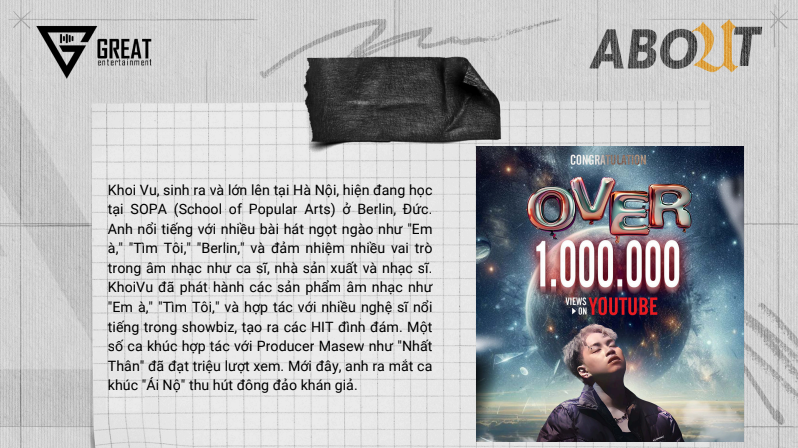 GREAT
entertainment
ABOUT
Khoi Vu, sinh ra và lớn lên tại Hà Nội, hiện đang học
tại SOPA (School of Popular Arts) ở Berlin, Đức.
Anh nổi tiếng với nhiều bài hát ngọt ngào như "Em
à," "Tìm Tôi," "Berlin," và đảm nhiệm nhiều vai trò
trong âm nhạc như ca sĩ, nhà sản xuất và nhạc sĩ.
KhoiVu đã phát hành các sản phẩm âm nhạc như
"Em à," "Tìm Tôi," và hợp tác với nhiều nghệ sĩ nổi
tiếng trong showbiz, tạo ra các HIT đình đám. Một
số ca khúc hợp tác với Producer Masew như "Nhất
Thân" đã đạt triệu lượt xem. Mới đây, anh ra mắt ca
khúc "Ái Nộ" thu hút đông đảo khán giả.
CONGRATULATION
OVER
1.000.000
VIEWS
ON YOUTUBE